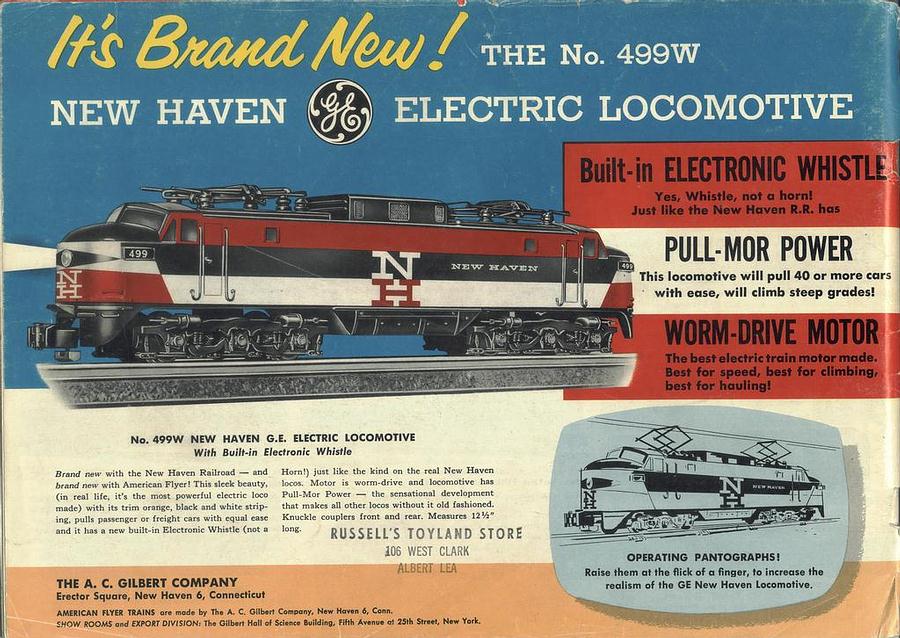 It's Brand New! THE No. 499W
NEW HAVEN GE ELECTRIC LOCOMOTIVE
Built-in ELECTRONIC WHISTLE
Yes, Whistle, not a horn!
Just like the New Haven R.R. has
PULL-MOR POWER
This locomotive will pull 40 or more cars
with ease, will climb steep grades!
WORM-DRIVE MOTOR
The best electric train motor made.
Best for speed, best for climbing,
best for hauling!
499
NH
NH
NEW HAVEN
499
No. 499W NEW HAVEN G.E. ELECTRIC LOCOMOTIVE
With Built-in Electronic Whistle
Brand new with the New Haven Railroad — and
brand new with American Flyer! This sleek beauty,
(in real life, it's the most powerful electric loco
made) with its trim orange, black and white strip-
ing, pulls passenger or freight cars with equal ease
and it has a new built-in Electronic Whistle (not a
Horn!) just like the kind on the real New Haven
locos. Motor is worm-drive and locomotive has
Pull-Mor Power — the sensational development
that makes all other locos without it old fashioned.
Knuckle couplers front and rear. Measures 12½"
long.
RUSSELL'S TOYLAND STORE
106 WEST CLARK
ALBERT LEA
NH
NH
NEW HAVEN
OPERATING PANTOGRAPHS!
Raise them at the flick of a finger, to increase the
realism of the GE New Haven Locomotive.
THE A. C. GILBERT COMPANY
Erector Square, New Haven 6, Connecticut
AMERICAN FLYER TRAINS are made by The A. C. Gilbert Company, New Haven 6, Conn.
SHOW ROOMS and EXPORT DIVISION: The Gilbert Hall of Science Building, Fifth Avenue at 25th Street, New York.